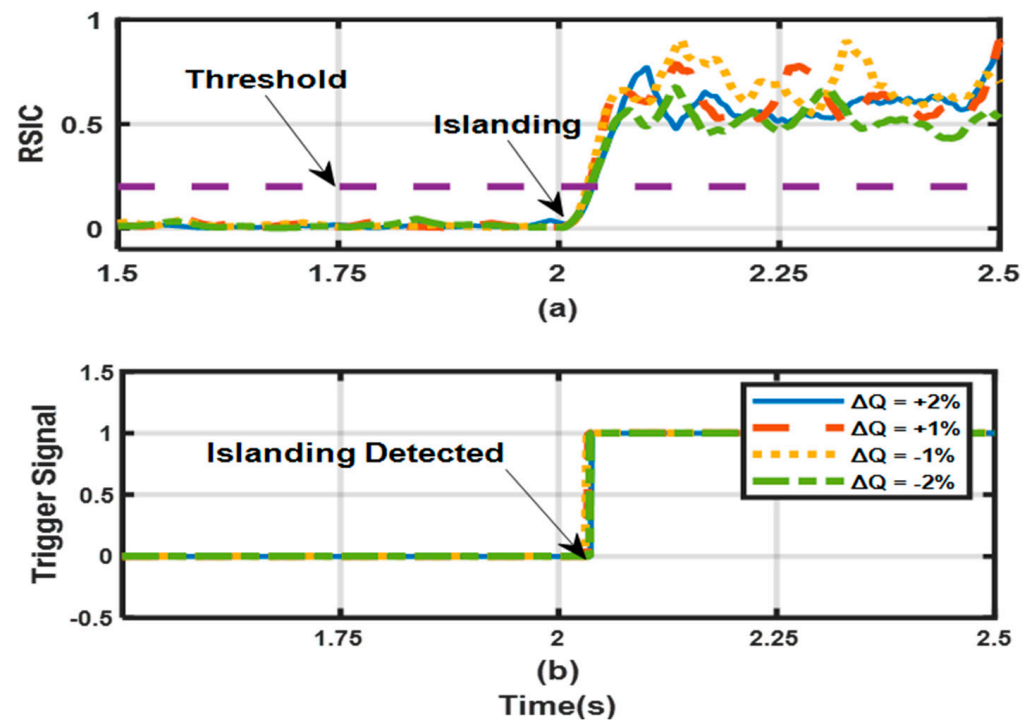 1
0.5
0
RSIC
Threshold
Islanding
1.5
1.75
2
2.25
2.5
(a)
1.5
1
0.5
0
-0.5
Trigger Signal
Islanding Detected
ΔQ = +2%
ΔQ = +1%
ΔQ = -1%
ΔQ = -2%
1.75
2
2.25
2.5
(b)
Time(s)